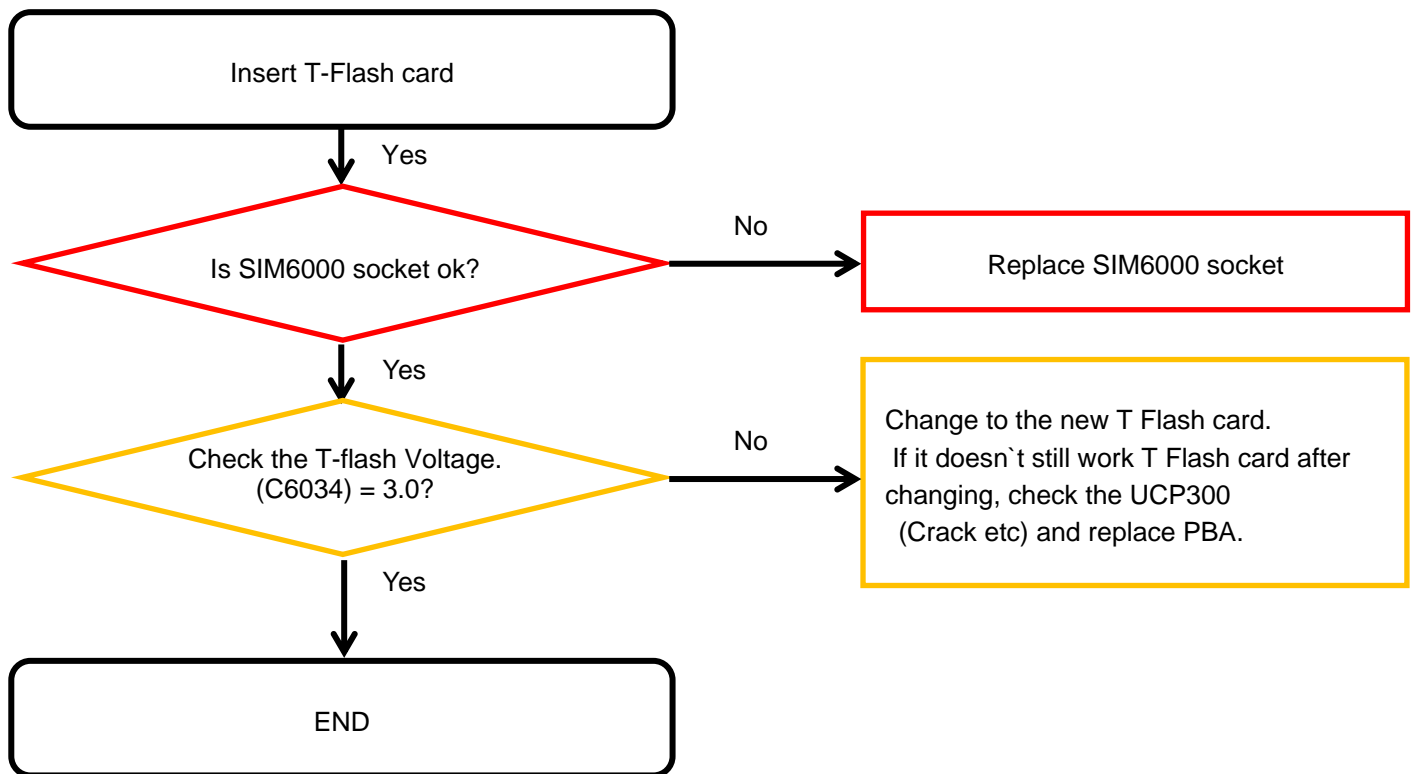 Insert T-Flash card
Yes
Is SIM6000 socket ok?
No
Replace SIM6000 socket
Yes
Check the T-flash Voltage.
(C6034) = 3.0?
No
Change to the new T Flash card.
If it doesn`t still work T Flash card after
changing, check the UCP300
(Crack etc) and replace PBA.
Yes
END